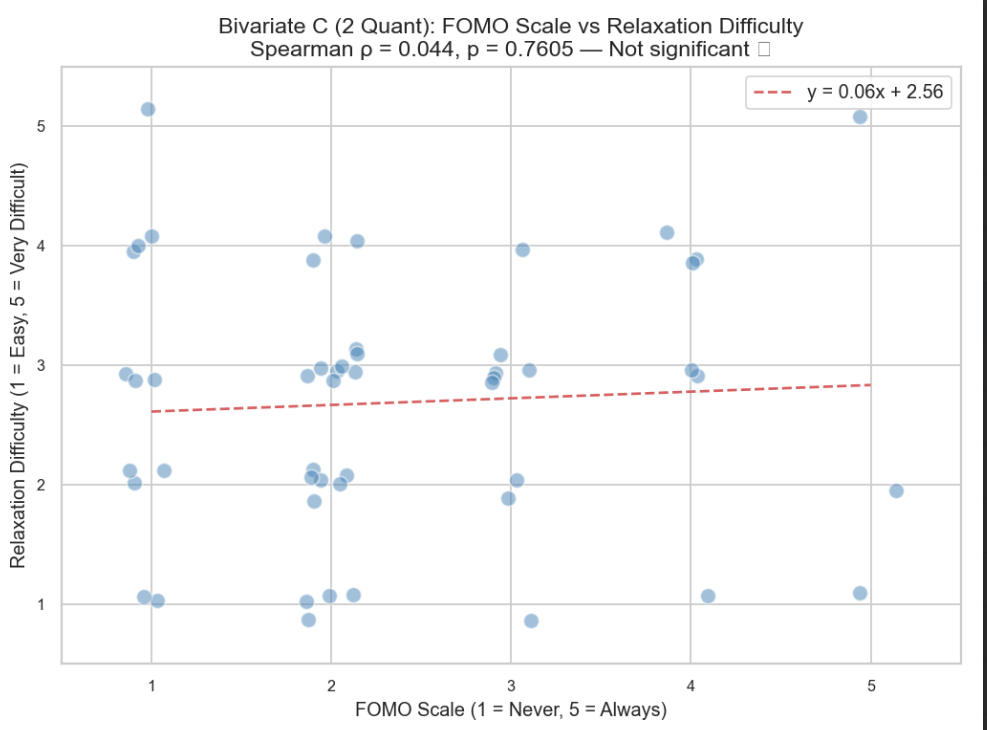 Bivariate C (2 Quant): FOMO Scale vs Relaxation Difficulty
Spearman ρ = 0.044, p = 0.7605 — Not significant
y = 0.06x + 2.56
Relaxation Difficulty (1 = Easy, 5 = Very Difficult)
5
4
3
2
1
1 2 3 4 5
FOMO Scale (1 = Never, 5 = Always)